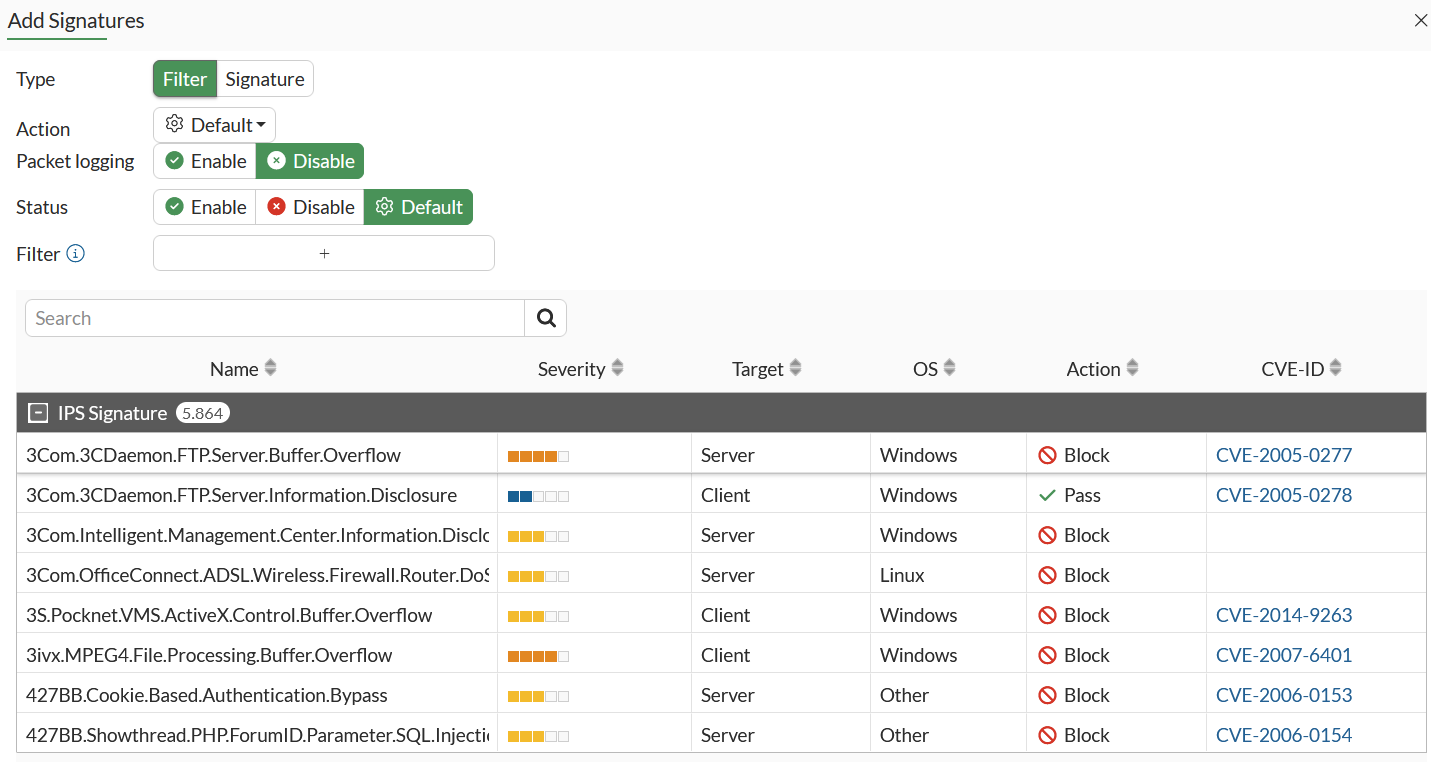 Add Signatures
Type Filter Signature
Action Default
Packet logging Enable Disable
Status Enable Disable Default
Filter +
Search
Name Severity Target OS Action CVE-ID
IPS Signature 5.864
3Com.3CDaemon.FTP.Server.Buffer.Overflow Server Windows Block CVE-2005-0277
3Com.3CDaemon.FTP.Server.Information.Disclosure Client Windows Pass CVE-2005-0278
3Com.Intelligent.Management.Center.Information.Disclo Server Windows Block
3Com.OfficeConnect.ADSL.Wireless.Firewall.Router.DoS Server Linux Block
3S.Pocknet.VMS.ActiveX.Control.Buffer.Overflow Client Windows Block CVE-2014-9263
3ivx.MPEG4.File.Processing.Buffer.Overflow Client Windows Block CVE-2007-6401
427BB.Cookie.Based.Authentication.Bypass Server Other Block CVE-2006-0153
427BB.Showthread.PHP.ForumID.Parameter.SQL.Injectio Server Other Block CVE-2006-0154